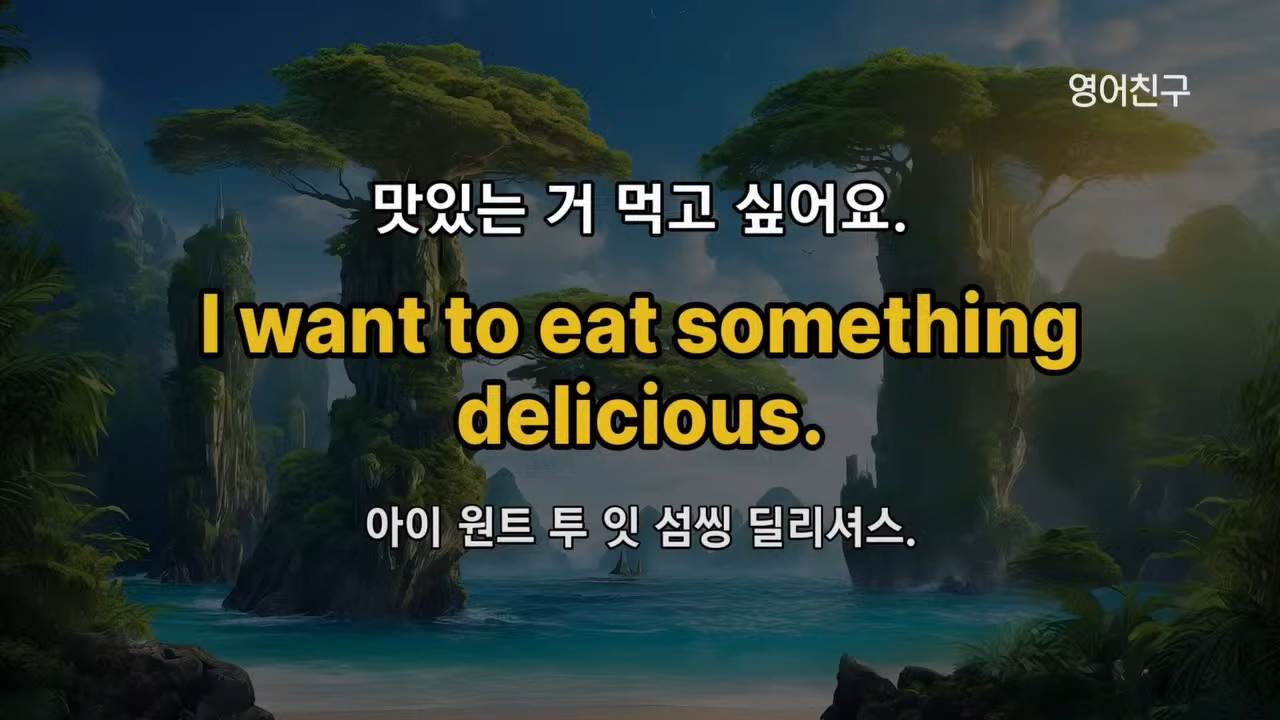 영어친구
맛있는 거 먹고 싶어요.
I want to eat something
delicious.
아이 원트 투 잇 섬씽 딜리셔스.